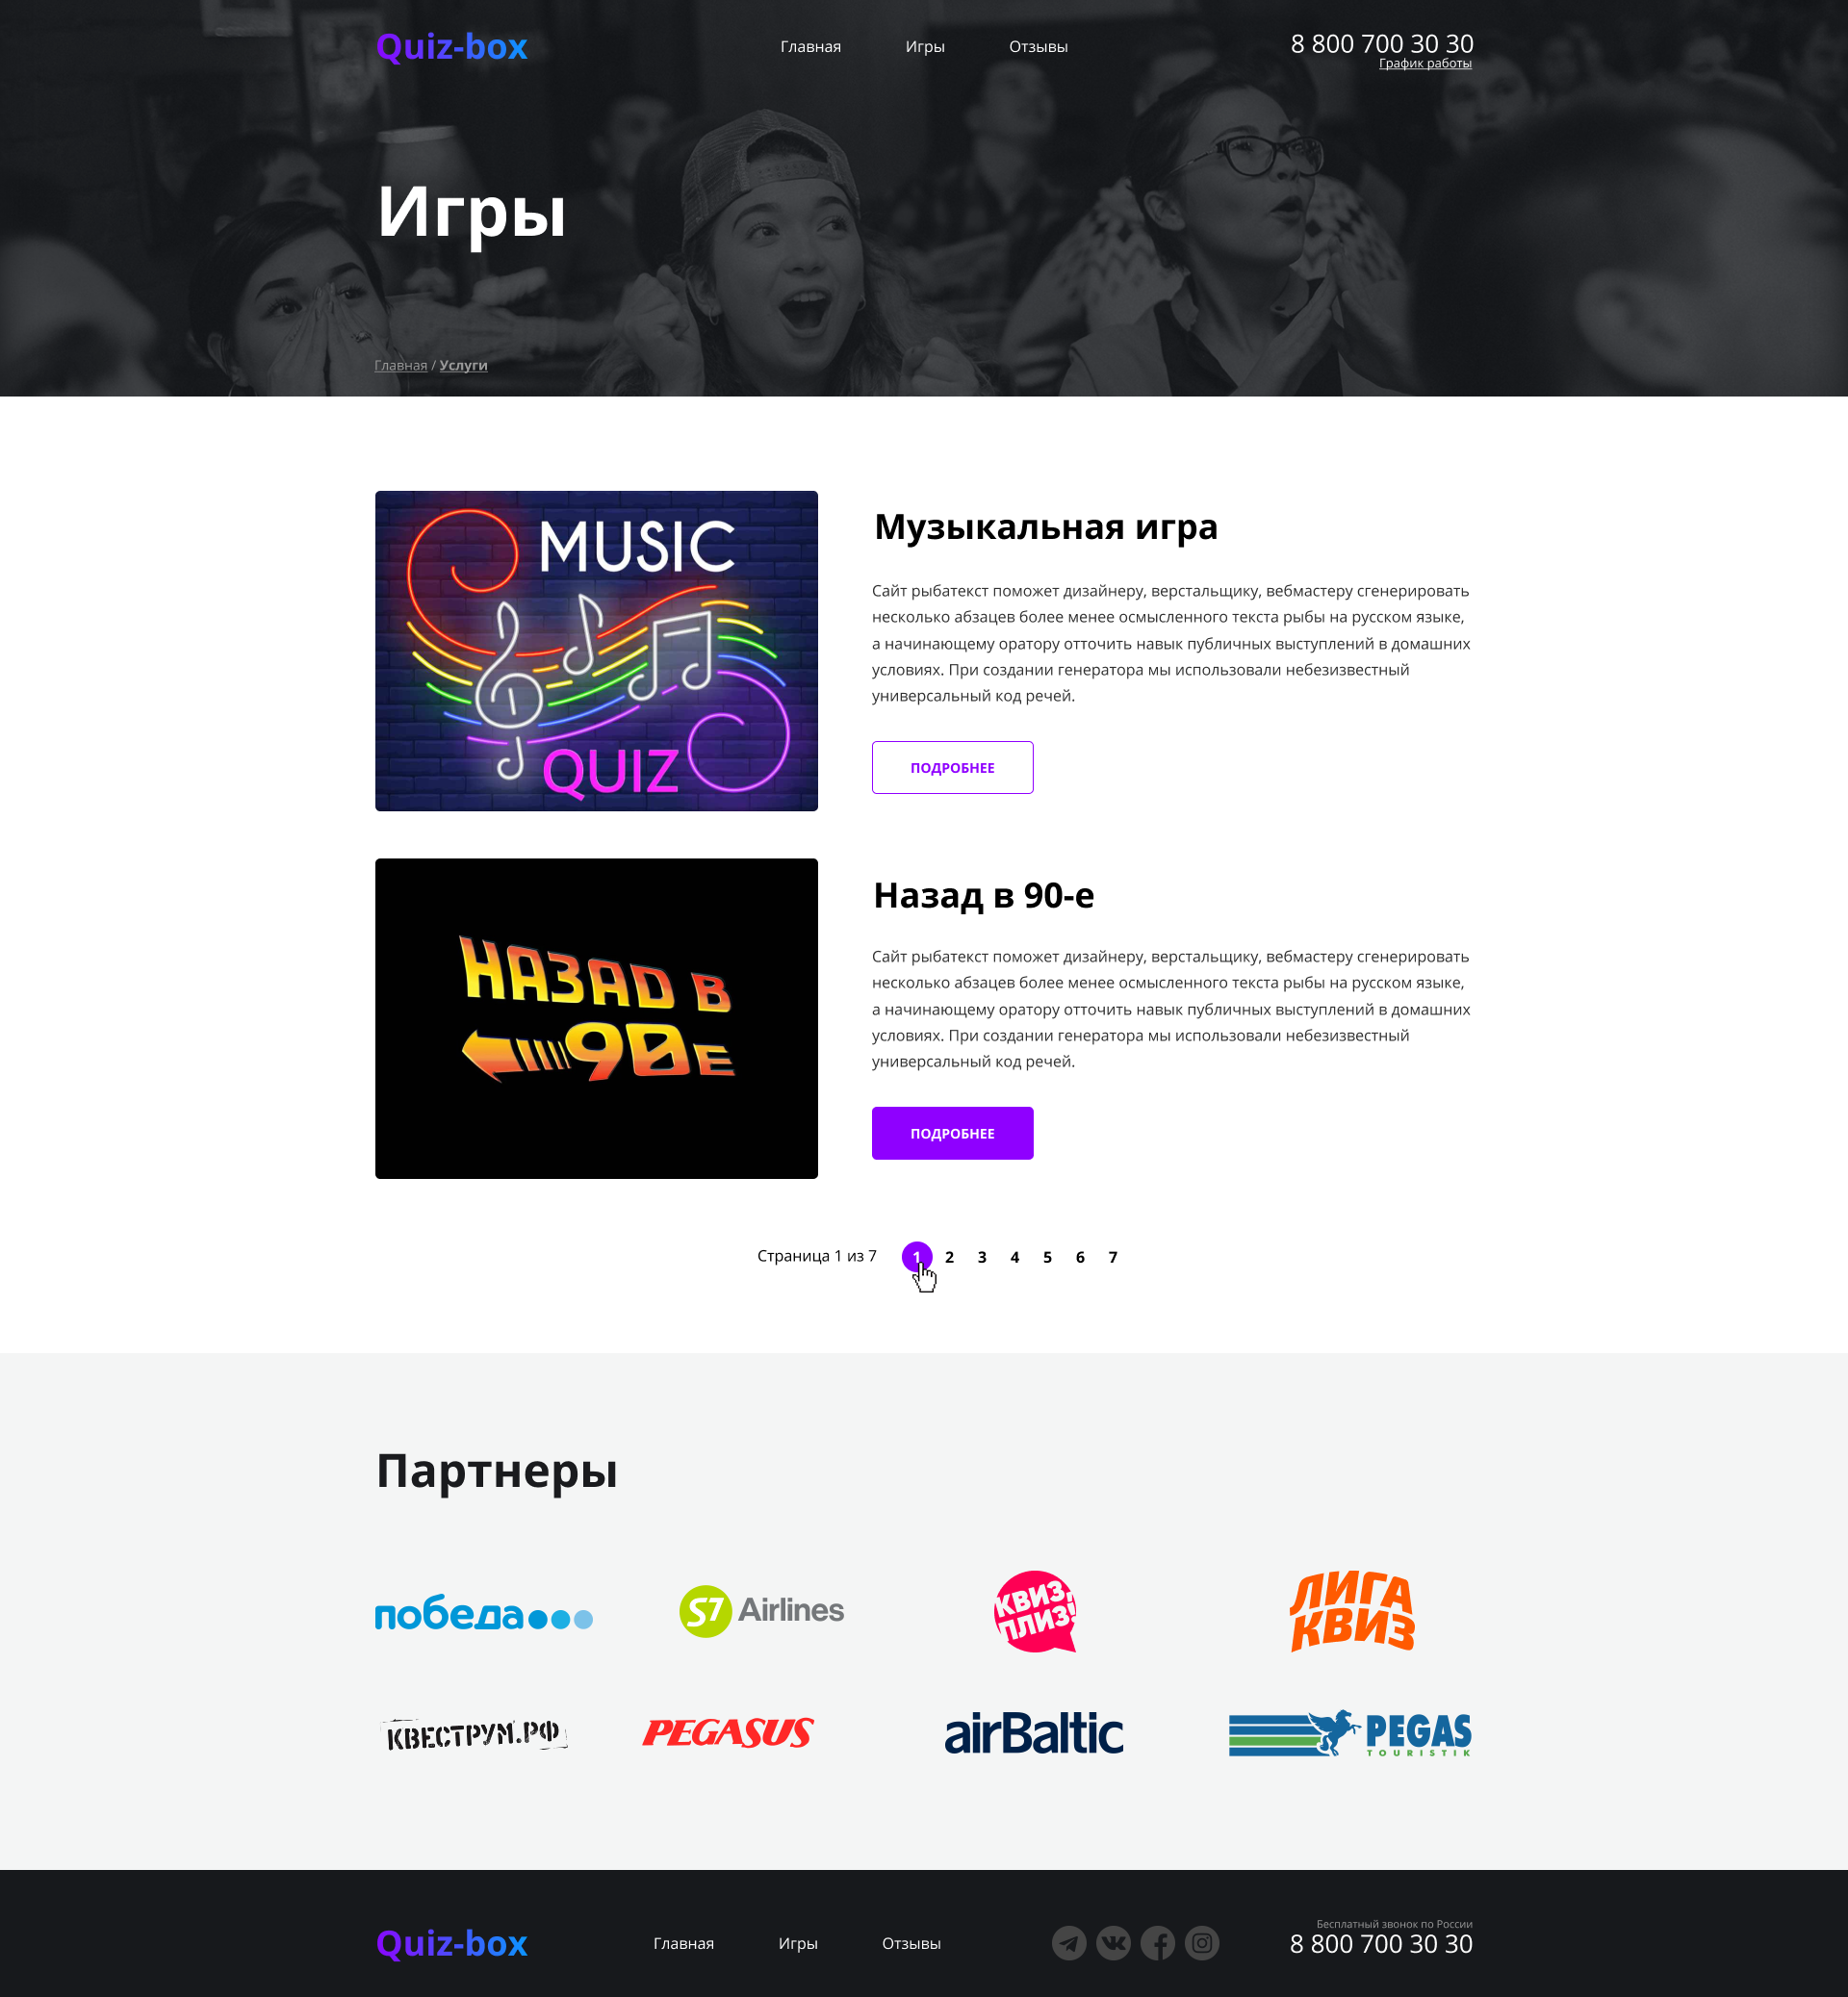 Quiz-box
Главная
Игры
Отзывы
8 800 700 30 30
График работы
Игры
Главная / Услуги
MUSIC
QUIZ
Музыкальная игра
Сайт рыбатекст поможет дизайнеру, верстальщику, вебмастеру сгенерировать
несколько абзацев более менее осмысленного текста рыбы на русском языке,
а начинающему оратору отточить навык публичных выступлений в домашних
условиях. При создании генератора мы использовали небезизвестный
универсальный код речей.
ПОДРОБНЕЕ
НАЗАД В
90Е
Назад в 90-е
Сайт рыбатекст поможет дизайнеру, верстальщику, вебмастеру сгенерировать
несколько абзацев более менее осмысленного текста рыбы на русском языке,
а начинающему оратору отточить навык публичных выступлений в домашних
условиях. При создании генератора мы использовали небезизвестный
универсальный код речей.
ПОДРОБНЕЕ
Страница 1 из 7
1 2 3 4 5 6 7
Партнеры
победа
S7 Airlines
КВИЗ,
ПЛИЗ!
ЛИГА
КВИЗ
КВЕСТРУМ.РФ
PEGASUS
airBaltic
PEGAS
TOURISTIK
Quiz-box
Главная
Игры
Отзывы
Бесплатный звонок по России
8 800 700 30 30